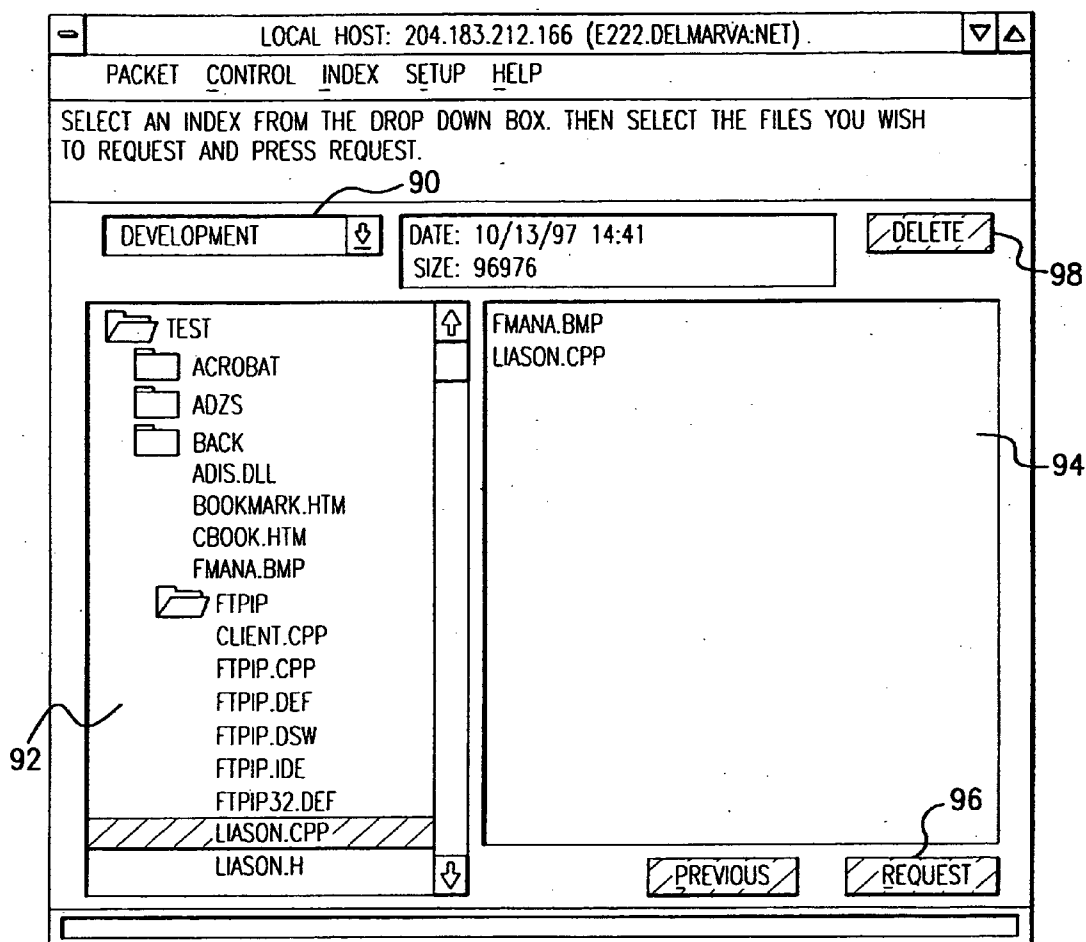 LOCAL HOST: 204.183.212.166 (E222.DELMARVA:NET)
PACKET CONTROL INDEX SETUP HELP
SELECT AN INDEX FROM THE DROP DOWN BOX. THEN SELECT THE FILES YOU WISH
TO REQUEST AND PRESS REQUEST.
90
DEVELOPMENT
DATE: 10/13/97 14:41
SIZE: 96976
DELETE
98
TEST
ACROBAT
ADZS
BACK
ADIS.DLL
BOOKMARK.HTM
CBOOK.HTM
FMANA.BMP
FTPIP
CLIENT.CPP
FTPIP.CPP
FTPIP.DEF
FTPIP.DSW
FTPIP.IDE
FTPIP32.DEF
LIASON.CPP
LIASON.H
92
FMANA.BMP
LIASON.CPP
94
96
PREVIOUS
REQUEST